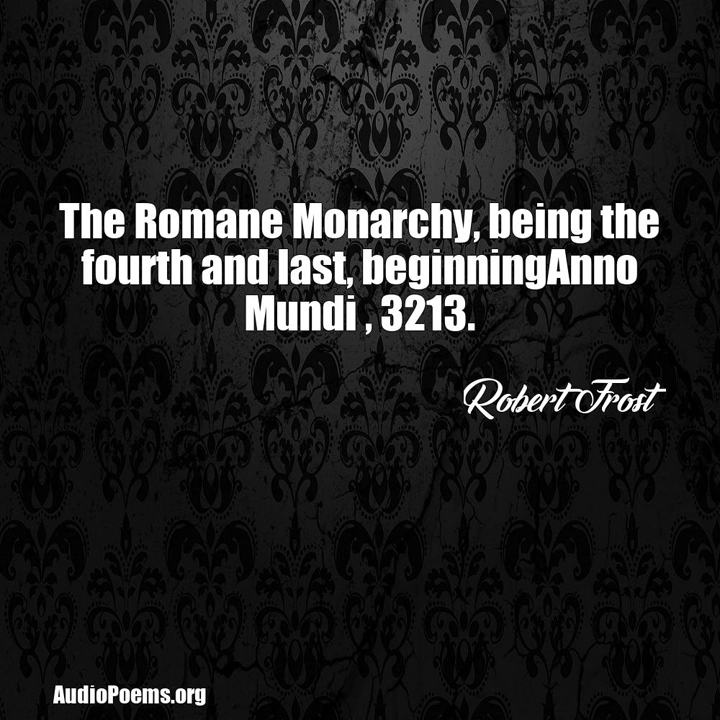 The Romane Monarchy, being the
fourth and last, beginningAnno
Mundi , 3213.
Robert Frost
AudioPoems.org